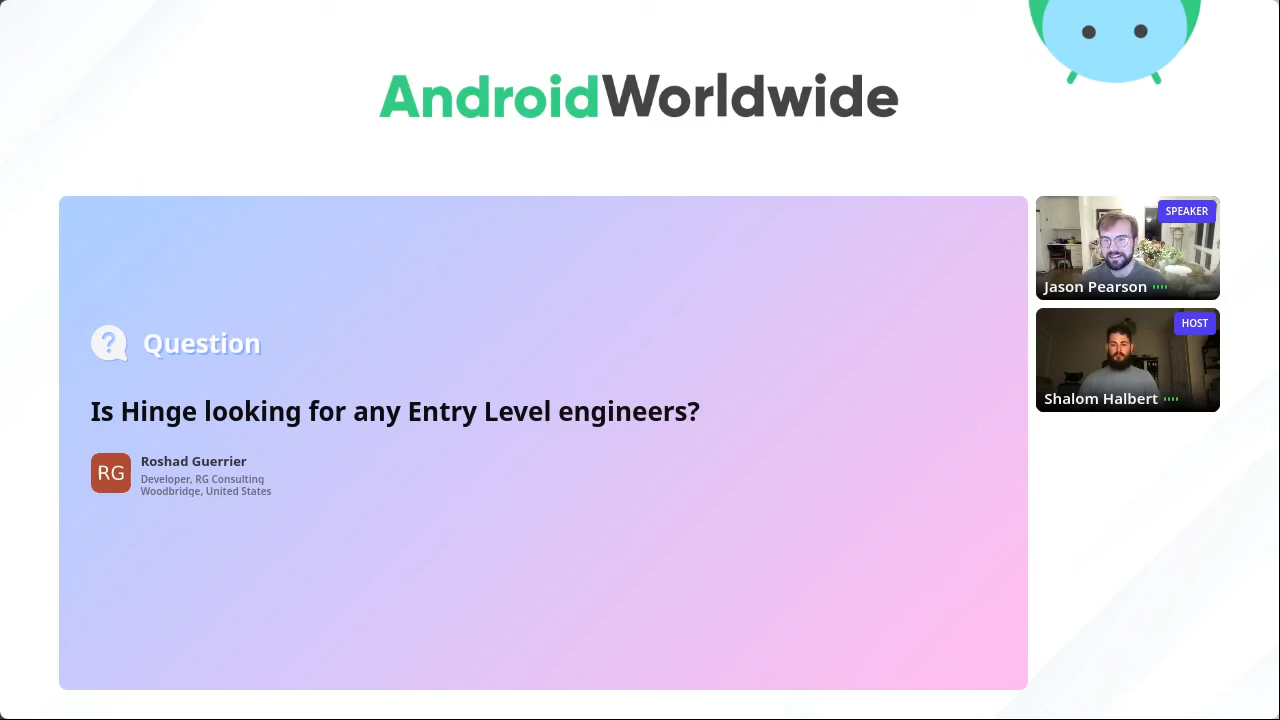 AndroidWorldwide
SPEAKER
Jason Pearson
HOST
Shalom Halbert
Question
Is Hinge looking for any Entry Level engineers?
RG
Roshad Guerrier
Developer, RG Consulting
Woodbridge, United States